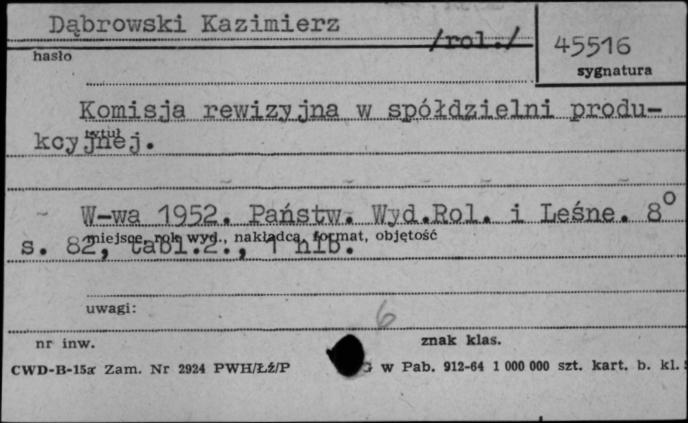 Dąbrowski Kazimierz
/rol./
45516
hasło
sygnatura
Komisja rewizyjna w spółdzielni produ-
tytuł
kcyjnej.
W-wa 1952. Państw. Wyd.Rol. i Leśne. 8°
miejsce, rok wyd., nakładca, format, objętość
s. 82, tabl.2., 1 nlb.
uwagi:
6
nr inw.
znak klas.
CWD-B-15a Zam. Nr 2924 PWH/Łź/P
G w Pab. 912-64 1 000 000 szt. kart. b. kl.